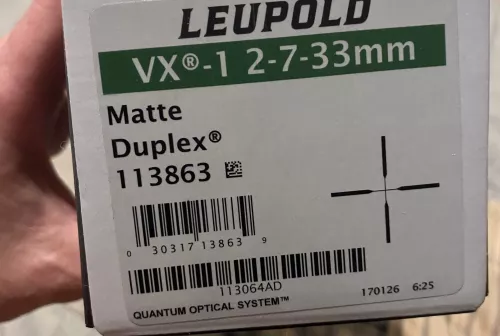 LEUPOLD
VX®-1 2-7-33mm
Matte
Duplex®
113863
0 30317 13863 9
113064AD
QUANTUM OPTICAL SYSTEM™
170126 6:25